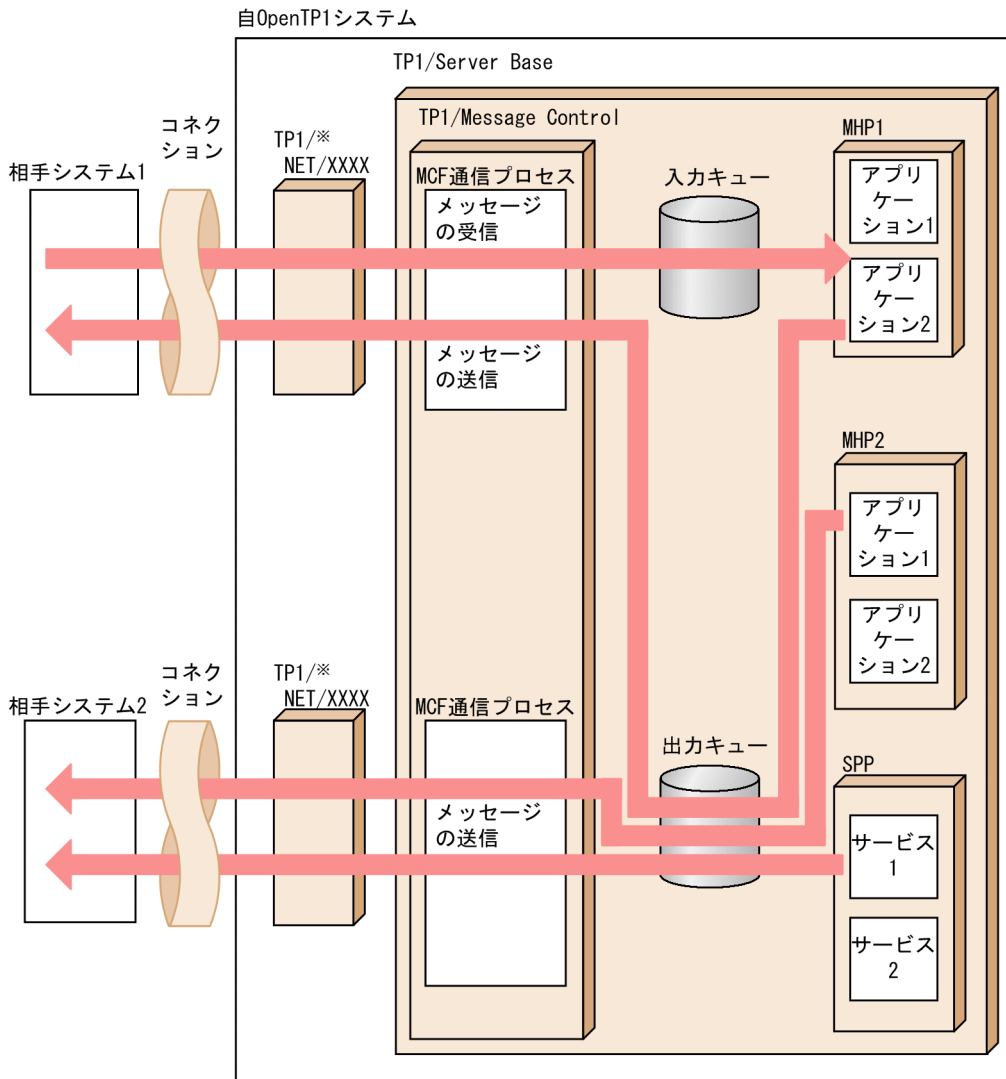 自OpenTP1システム
TP1/Server Base
TP1/Message Control
コネク
ション
TP1/※
NET/XXXX
相手システム1
MCF通信プロセス
メッセージ
の受信
メッセージ
の送信
入力キュー
MHP1
アプリ
ケー
ション1
アプリ
ケー
ション2
MHP2
アプリ
ケー
ション1
アプリ
ケー
ション2
コネク
ション
TP1/※
NET/XXXX
相手システム2
MCF通信プロセス
メッセージ
の送信
出力キュー
SPP
サービス
1
サービス
2